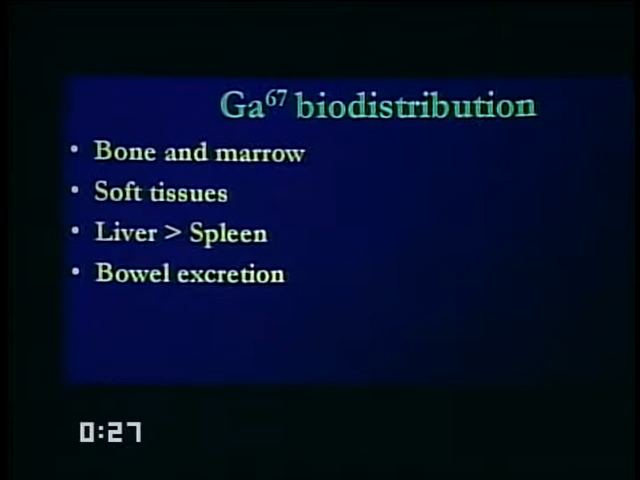 Ga⁶⁷ biodistribution
• Bone and marrow
• Soft tissues
• Liver > Spleen
• Bowel excretion
0:27